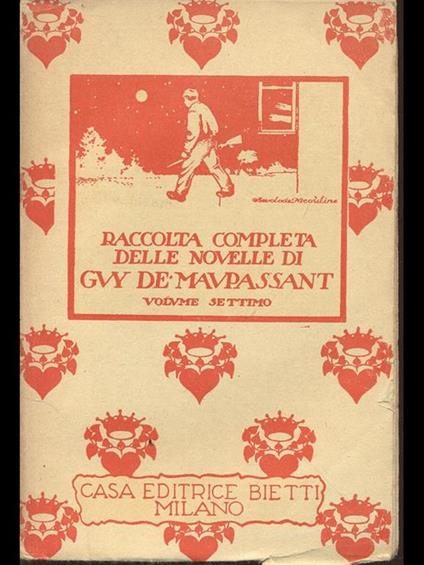 RACCOLTA COMPLETA
DELLE NOVELLE DI
GVY DE·MAVPASSANT
VOLVME SETTIMO
CASA EDITRICE BIETTI
MILANO